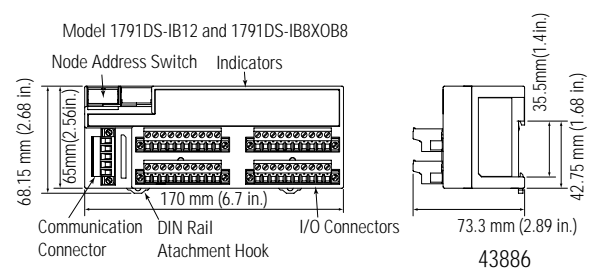 Model 1791DS-IB12 and 1791DS-IB8XOB8
Node Address Switch
Indicators
68.15 mm (2.68 in.)
65mm(2.56in.)
35.5mm(1.4in.)
42.75 mm (1.68 in.)
170 mm (6.7 in.)
Communication
Connector
DIN Rail
Atachment Hook
I/O Connectors
73.3 mm (2.89 in.)
43886